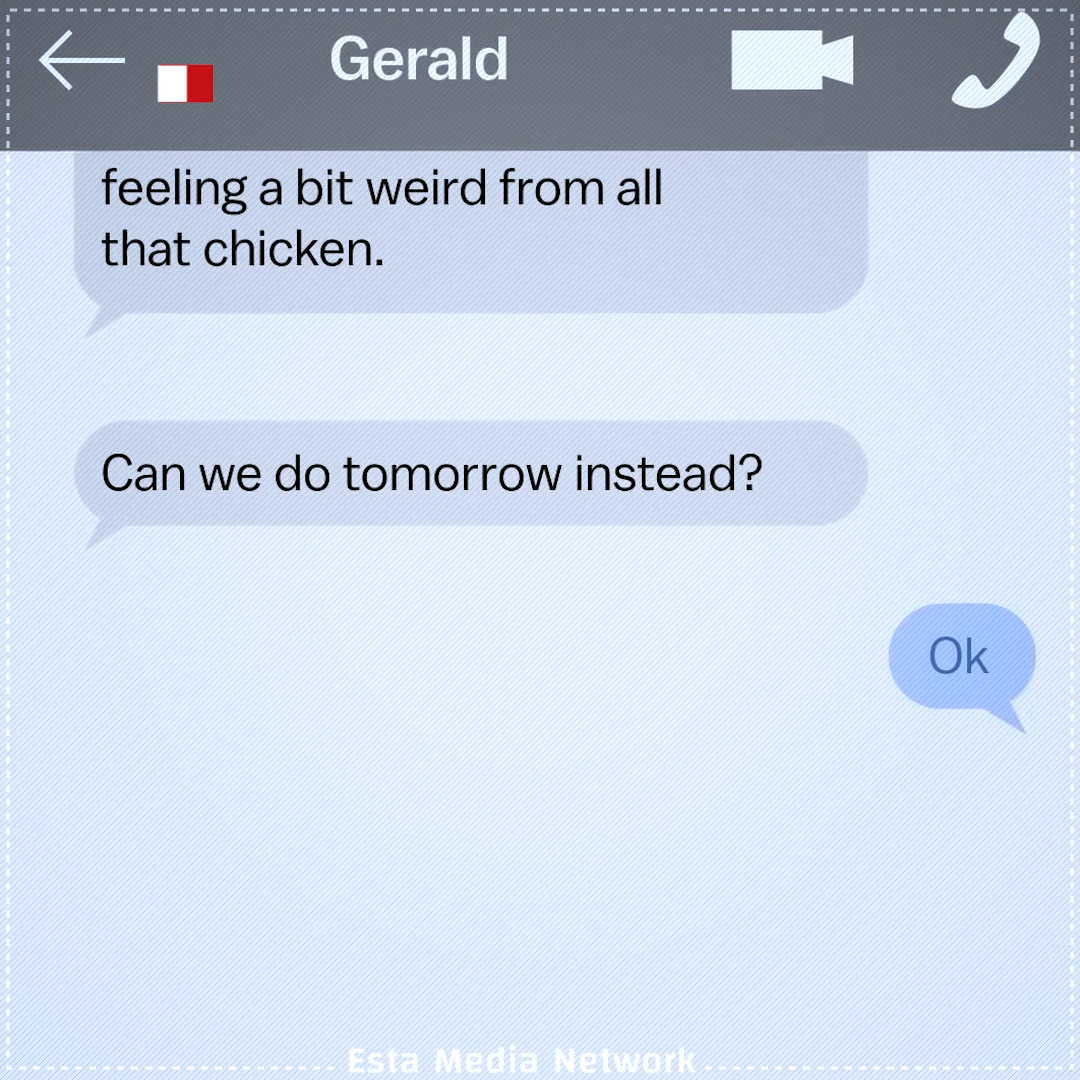 Gerald
feeling a bit weird from all
that chicken.
Can we do tomorrow instead?
Ok
Esta Media Network